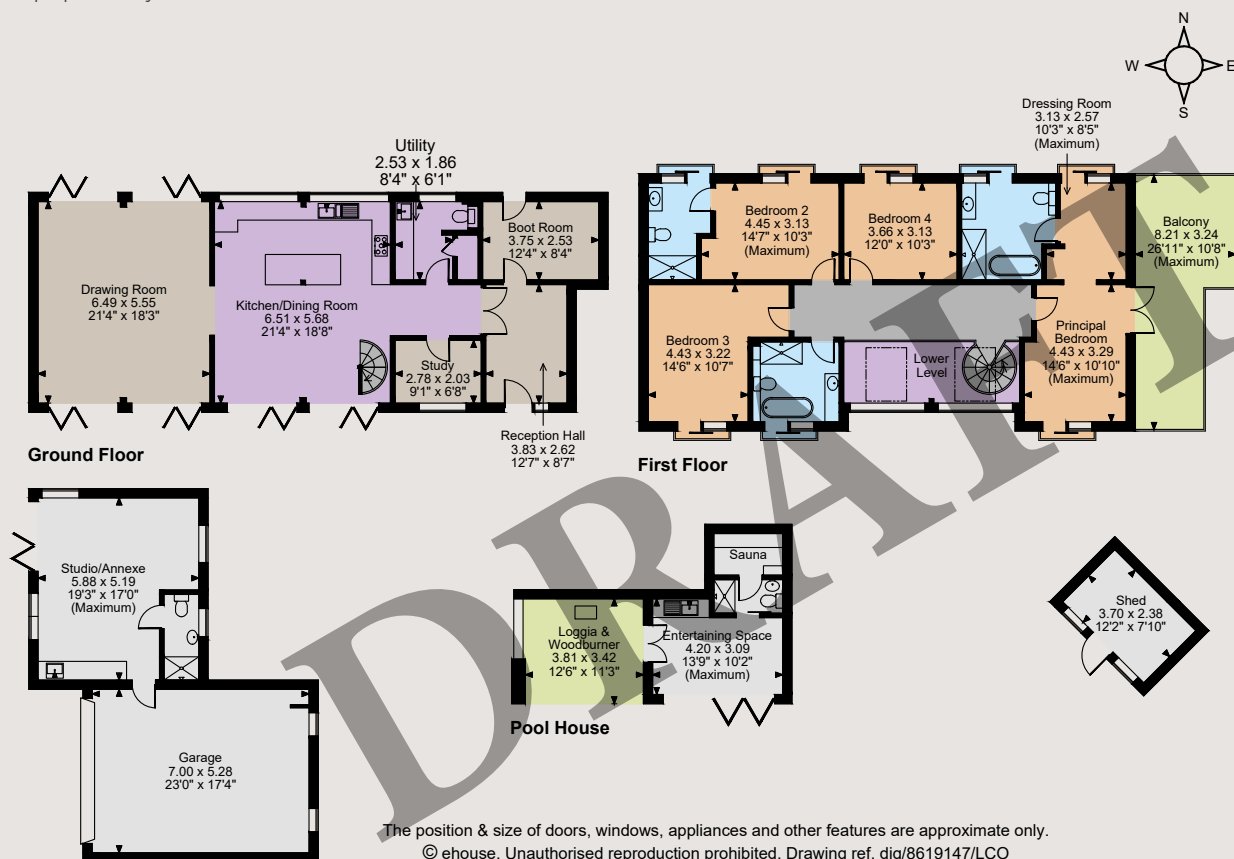 N
W
E
S
Dressing Room
3.13 x 2.57
10'3" x 8'5"
(Maximum)
Utility
2.53 x 1.86
8'4" x 6'1"
Boot Room
3.75 x 2.53
12'4" x 8'4"
Drawing Room
6.49 x 5.55
21'4" x 18'3"
Kitchen/Dining Room
6.51 x 5.68
21'4" x 18'8"
Study
2.78 x 2.03
9'1" x 6'8"
Reception Hall
3.83 x 2.62
12'7" x 8'7"
Ground Floor
Bedroom 2
4.45 x 3.13
14'7" x 10'3"
(Maximum)
Bedroom 4
3.66 x 3.13
12'0" x 10'3"
Balcony
8.21 x 3.24
26'11" x 10'8"
(Maximum)
Bedroom 3
4.43 x 3.22
14'6" x 10'7"
Lower
Level
Principal
Bedroom
4.43 x 3.29
14'6" x 10'10"
(Maximum)
First Floor
Studio/Annexe
5.88 x 5.19
19'3" x 17'0"
(Maximum)
Garage
7.00 x 5.28
23'0" x 17'4"
Sauna
Loggia &
Woodburner
3.81 x 3.42
12'6" x 11'3"
Entertaining Space
4.20 x 3.09
13'9" x 10'2"
(Maximum)
Pool House
Shed
3.70 x 2.38
12'2" x 7'10"
DRAFT
The position & size of doors, windows, appliances and other features are approximate only.
© ehouse. Unauthorised reproduction prohibited. Drawing ref. dig/8619147/LCO